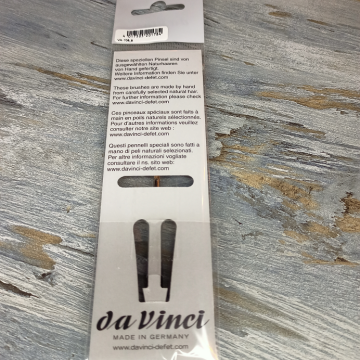 Diese speziellen Pinsel sind von
ausgewählten Naturhaaren
von Hand gefertigt.
Weitere Information finden Sie unte
www.davinci-defet.com
These brushes are made by hand
from carefully selected natural hair.
For further information please check
www.davinci-defet.com
Ces pinceaux spéciaux sont faits à
main en poils naturels sélectionnés.
Pour d'autres informations veuillez
consulter notre site web :
www.davinci-defet.com
Questi pennelli speciali sono fatti a
mano di peli naturali selezionati.
Per altre informazioni vogliate
consultare il ns. sito web:
www.davinci-defet.com
da Vinci
MADE IN GERMANY
www.davinci-defet.com